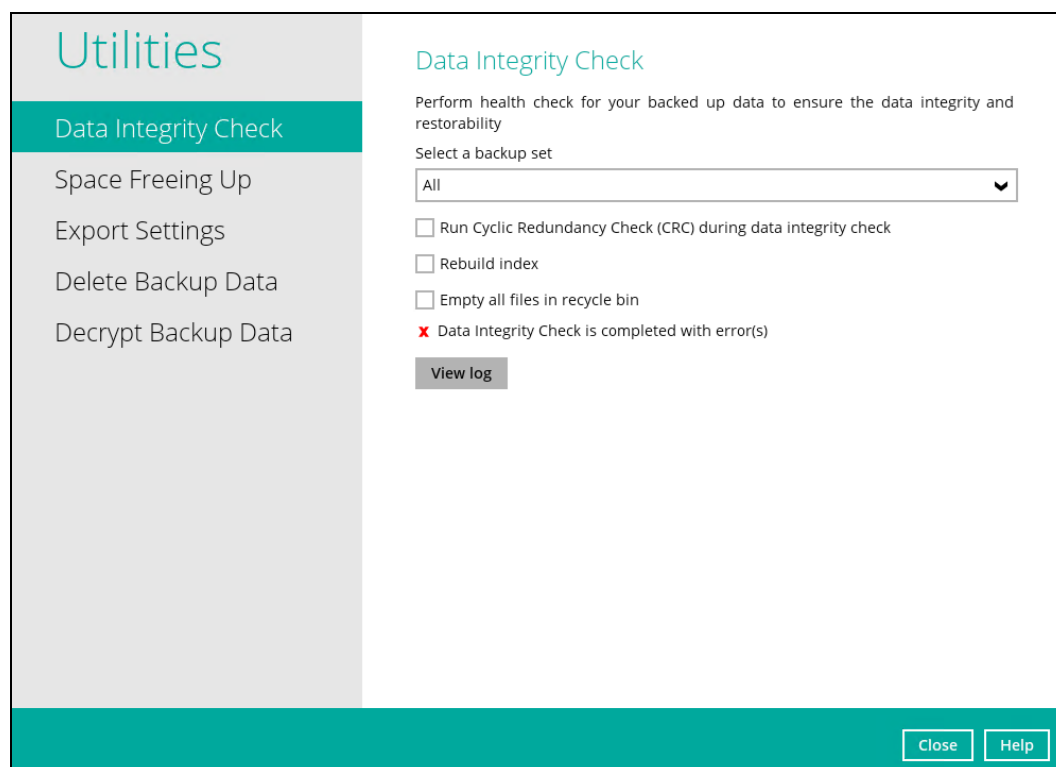 Utilities
Data Integrity Check
Space Freeing Up
Export Settings
Delete Backup Data
Decrypt Backup Data
Data Integrity Check
Perform health check for your backed up data to ensure the data integrity and
restorability
Select a backup set
All
Run Cyclic Redundancy Check (CRC) during data integrity check
Rebuild index
Empty all files in recycle bin
x Data Integrity Check is completed with error(s)
View log
Close Help